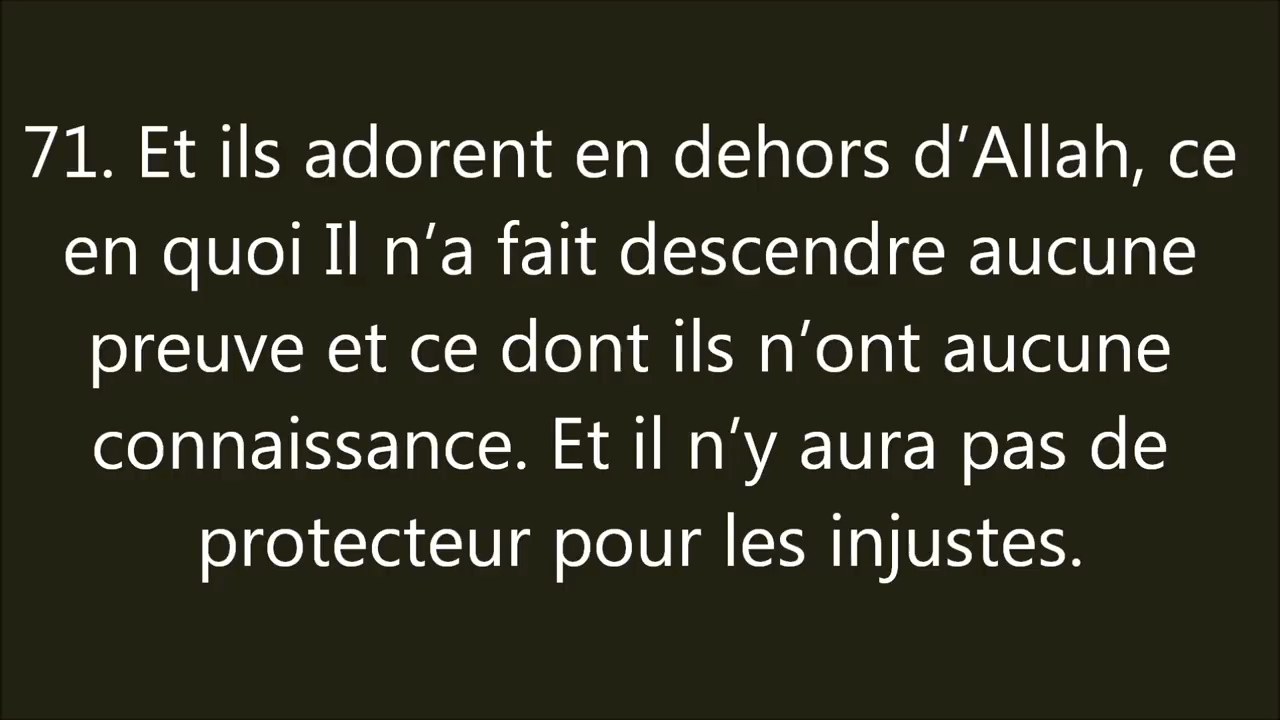 71. Et ils adorent en dehors d’Allah, ce
en quoi Il n’a fait descendre aucune
preuve et ce dont ils n’ont aucune
connaissance. Et il n’y aura pas de
protecteur pour les injustes.